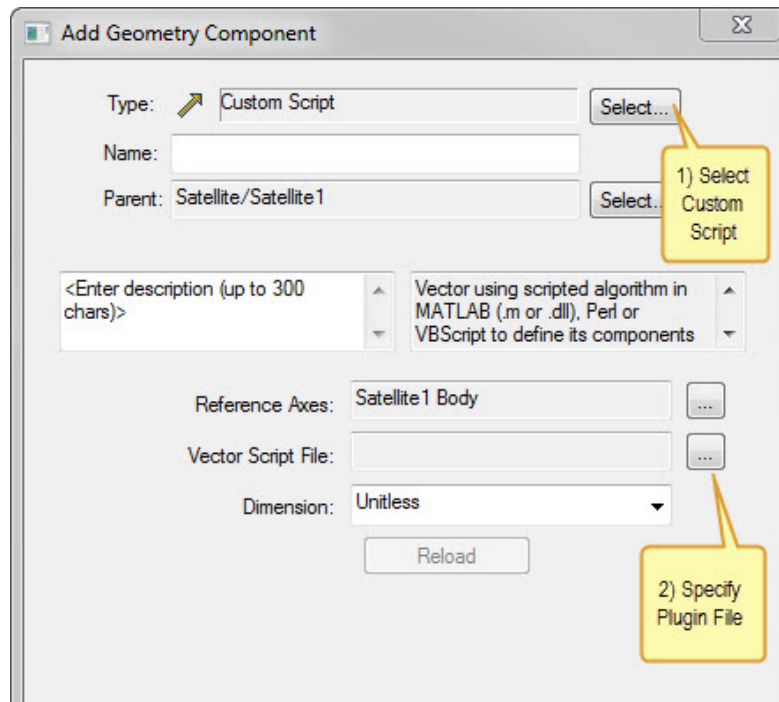 Add Geometry Component
Type: Custom Script Select...
Name:
Parent: Satellite/Satellite1 Select...
1) Select
Custom
Script
<Enter description (up to 300
chars)>
Vector using scripted algorithm in
MATLAB (.m or .dll), Perl or
VBScript to define its components
Reference Axes: Satellite1 Body ...
Vector Script File: ...
Dimension: Unitless
Reload
2) Specify
Plugin File